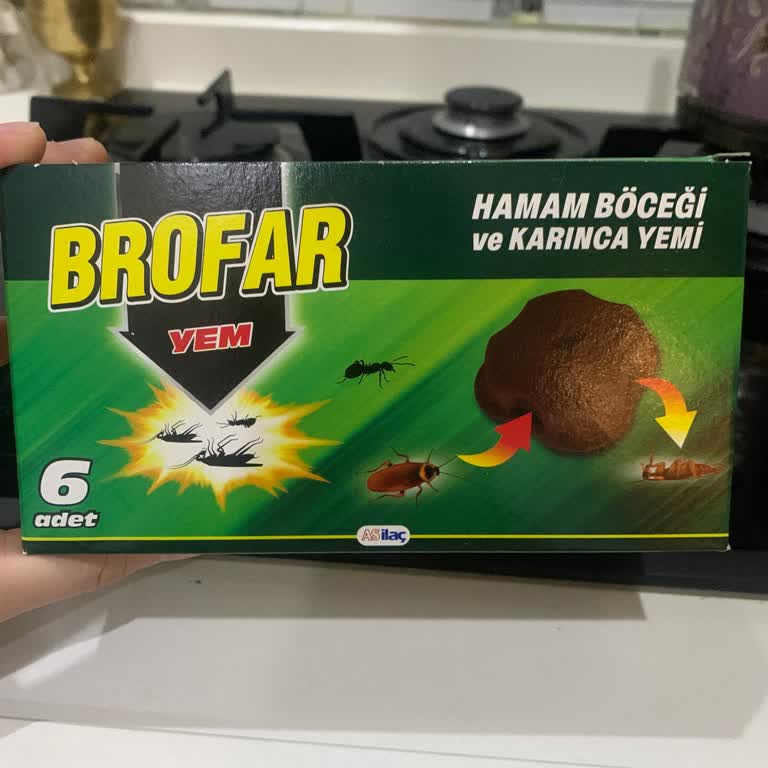 BROFAR
YEM
HAMAM BÖCEĞİ
ve KARINCA YEMİ
6
adet
ASilaç